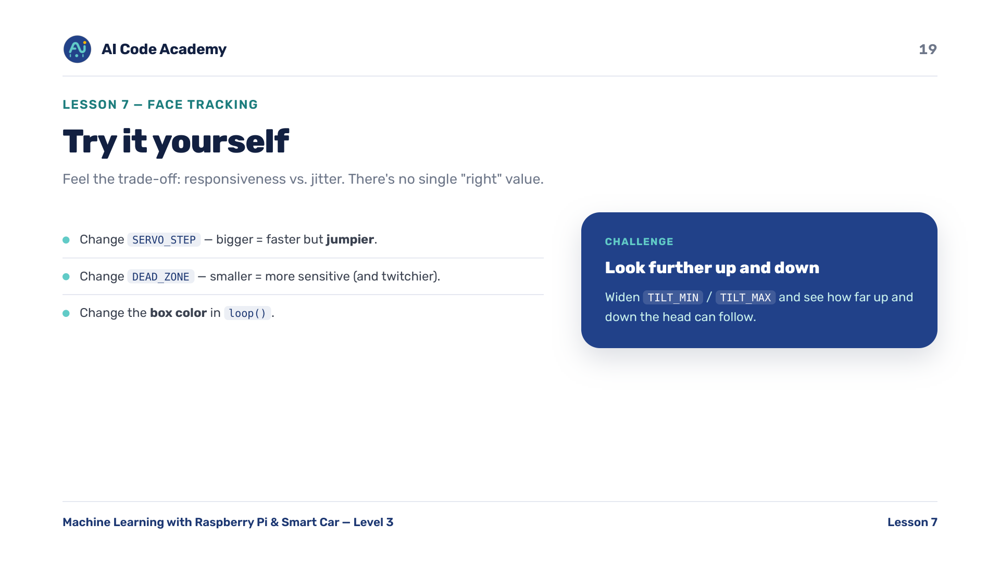 AI Code Academy
19
LESSON 7 — FACE TRACKING
Try it yourself
Feel the trade-off: responsiveness vs. jitter. There's no single "right" value.
Change SERVO_STEP — bigger = faster but jumpier.
Change DEAD_ZONE — smaller = more sensitive (and twitchier).
Change the box color in loop().
CHALLENGE
Look further up and down
Widen TILT_MIN / TILT_MAX and see how far up and
down the head can follow.
Machine Learning with Raspberry Pi & Smart Car — Level 3
Lesson 7